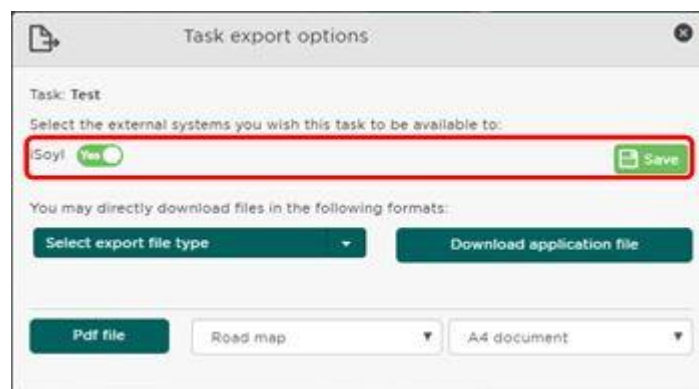 Task export options
Task: Test
Select the external systems you wish this task to be available to:
iSoyl Yes Save
You may directly download files in the following formats:
Select export file type Download application file
Pdf file Road map A4 document